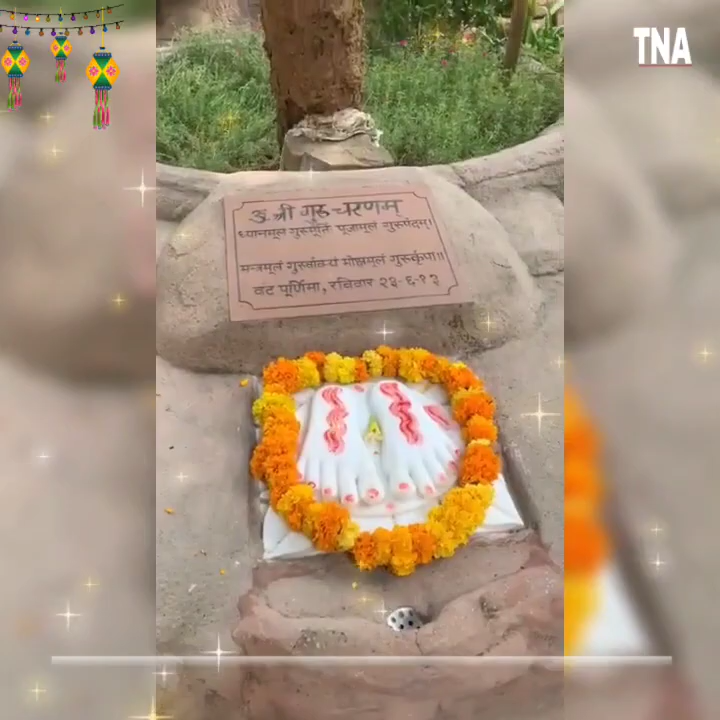 TNA
ॐ श्री गुरु चरणम्
ध्यानमूलं गुरुमूर्ति पूजामूलं गुरुर्पदम्।
मन्त्रमूलं गुरुर्वाक्यं मोक्षमूलं गुरुर्कृपा॥
वट पूर्णिमा, रविवार २३-६-१३